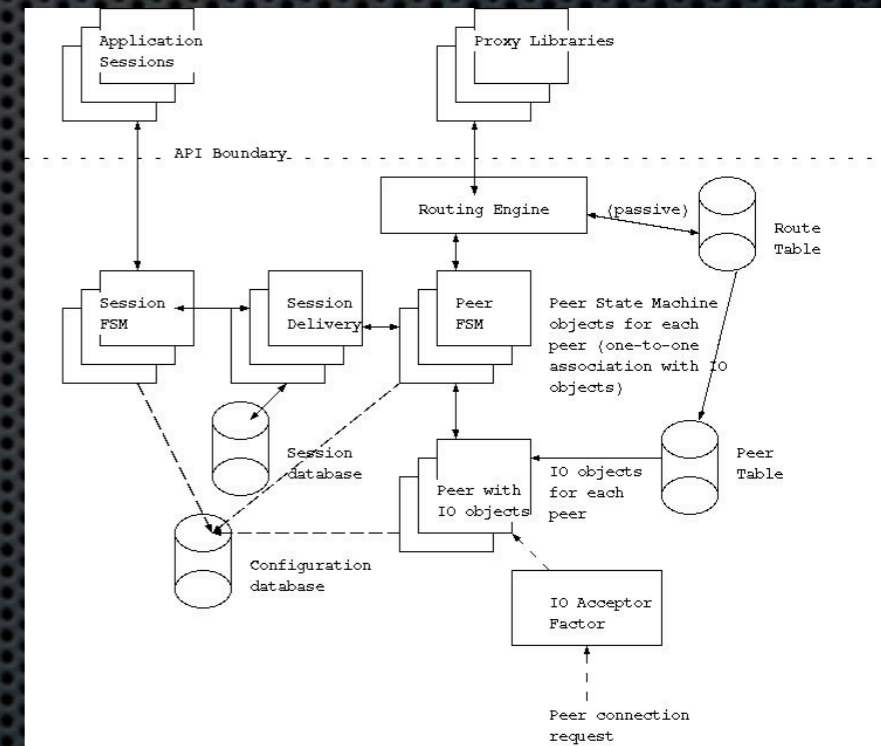 Application
Sessions
Proxy Libraries
API Boundary
Routing Engine
(passive)
Route
Table
Session
FSM
Session
Delivery
Peer
FSM
Peer State Machine
objects for each
peer (one-to-one
association with IO
objects)
Session
database
Peer with
IO objects
IO objects
for each
peer
Peer
Table
Configuration
database
IO Acceptor
Factor
Peer connection
request